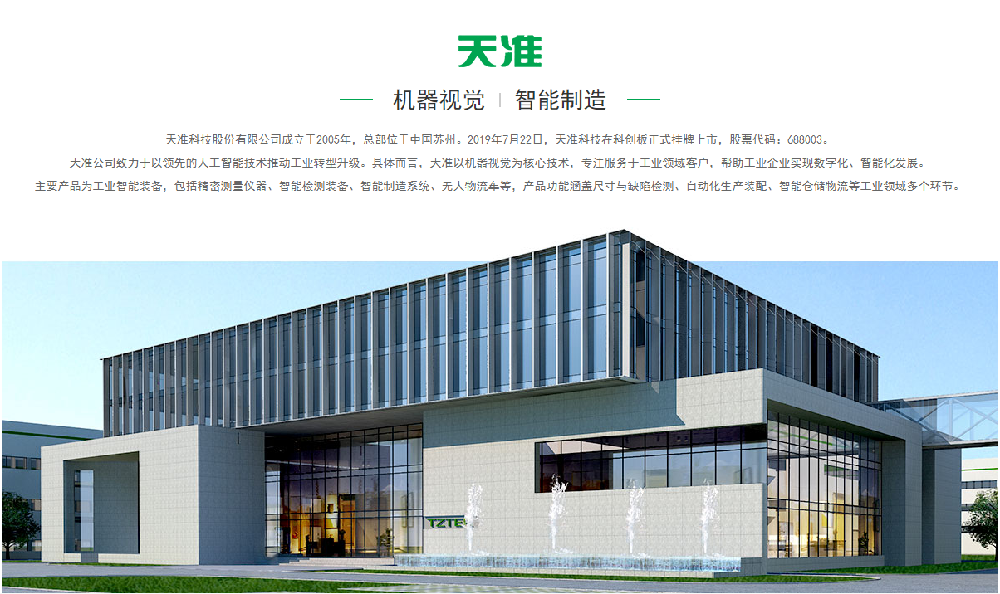 天准
机器视觉 | 智能制造
天准科技股份有限公司成立于2005年，总部位于中国苏州。2019年7月22日，天准科技在科创板正式挂牌上市，股票代码：688003。
天准公司致力于以领先的人工智能技术推动工业转型升级。具体而言，天准以机器视觉为核心技术，专注服务于工业领域客户，帮助工业企业实现数字化、智能化发展。
主要产品为工业智能装备，包括精密测量仪器、智能检测装备、智能制造系统、无人物流车等，产品功能涵盖尺寸与缺陷检测、自动化生产装配、智能仓储物流等工业领域多个环节。